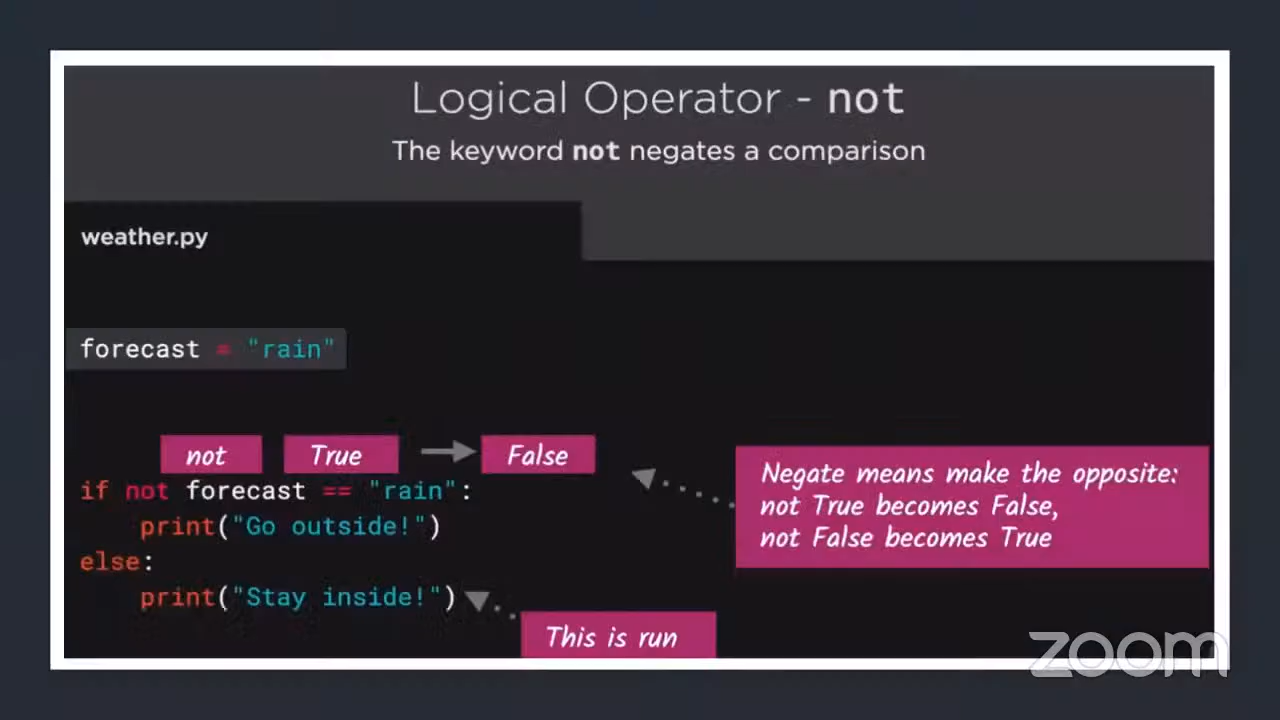 Logical Operator - not
The keyword not negates a comparison
weather.py
forecast = "rain"
not True False
if not forecast == "rain":
print("Go outside!")
else:
print("Stay inside!")
Negate means make the opposite:
not True becomes False,
not False becomes True
This is run
zoom